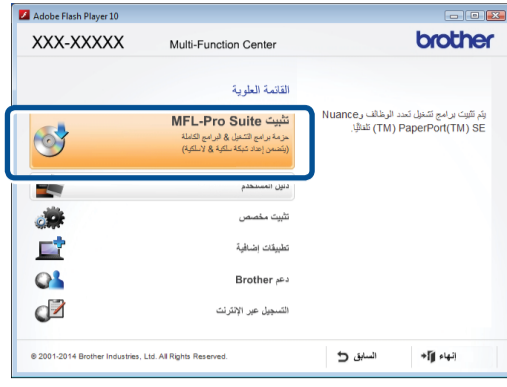 Adobe Flash Player 10
XXX-XXXXX
Multi-Function Center
brother
القائمة العلوية
تثبيت MFL-Pro Suite
حزمة برامج التشغيل & البرامج الكاملة
(يتضمن إعداد شبكة سلكية & لاسلكية)
يتم تثبيت برامج تشغيل تعدد الوظائف وNuance
PaperPort(TM) SE (TM) تلقائيًا.
دليل المستخدم
تثبيت مخصص
تطبيقات إضافية
دعم Brother
التسجيل عبر الإنترنت
© 2001-2014 Brother Industries, Ltd. All Rights Reserved.
السابق
إنهاء